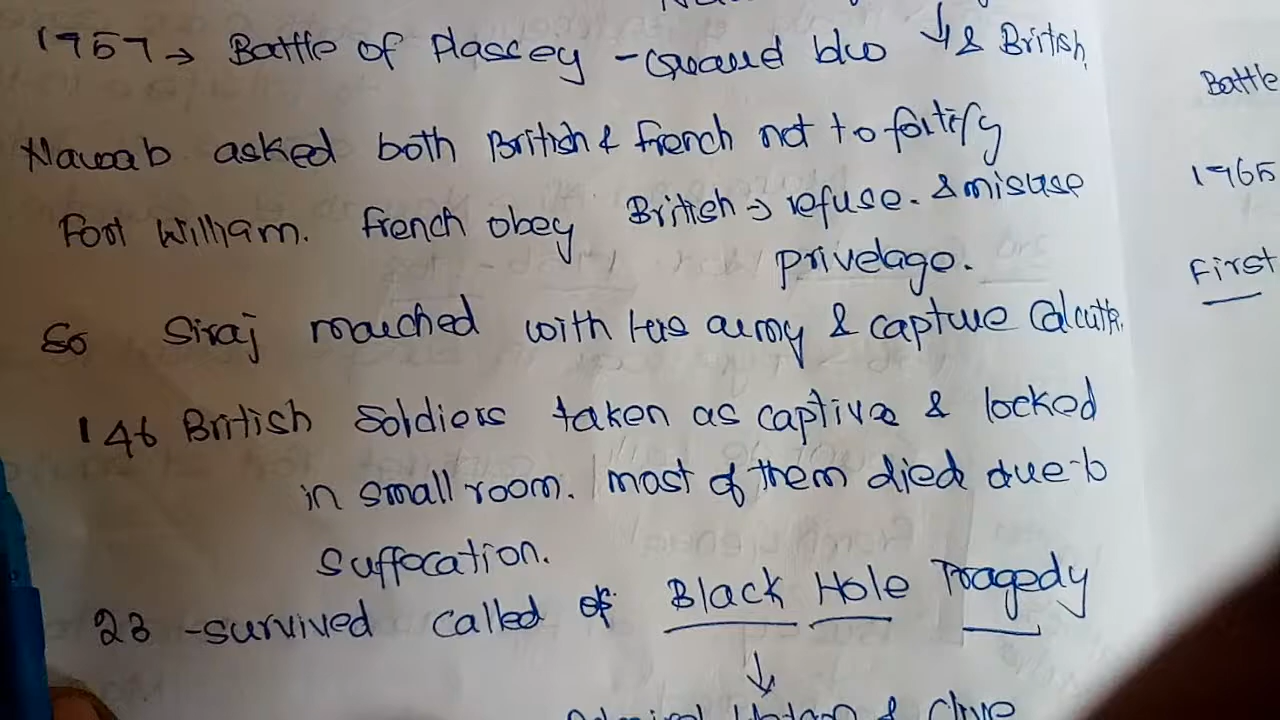 1757 → Battle of Plassey - b/w & British
Nawab asked both British & French not to fortify
Fort William. French obey British → refuse. & misuse
privelage.
So Siraj marched with his army & capture Calcutta.
146 British soldiers taken as captive & locked
in small room. most of them died due to
suffocation.
23 - survived called of Black Hole Tragedy
↓
& Clive
Battle
1765
First